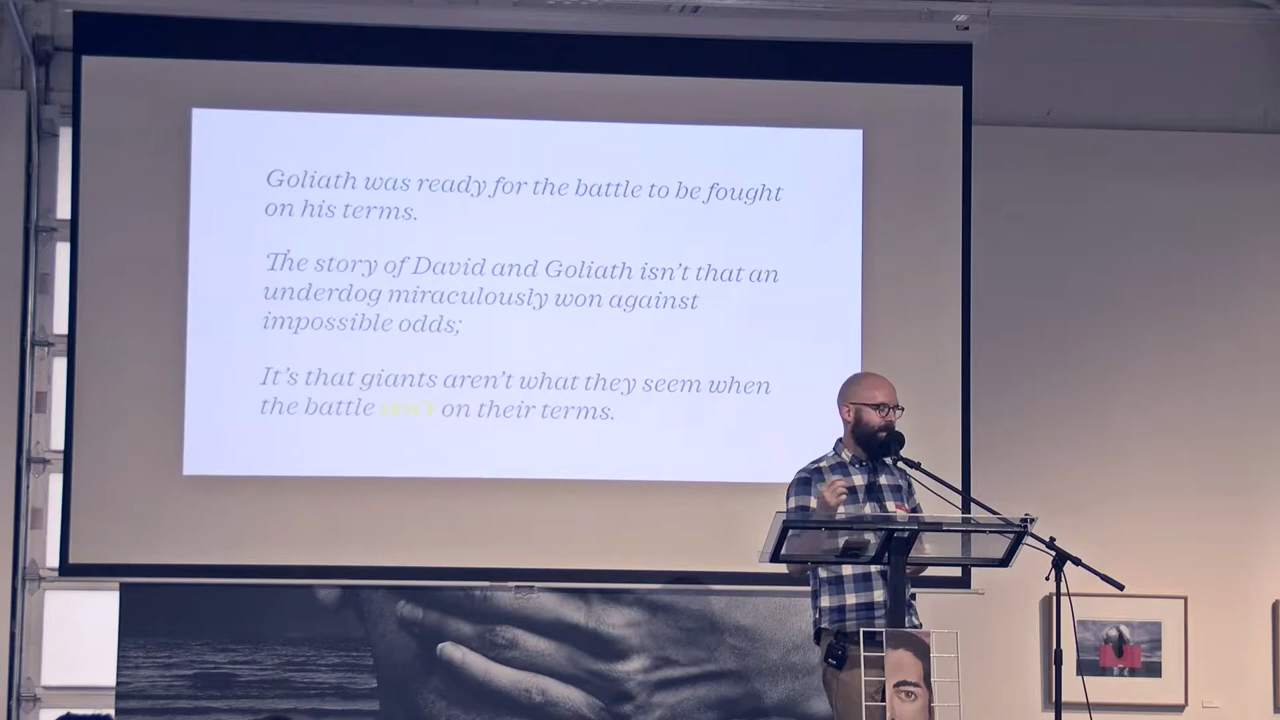 Goliath was ready for the battle to be fought
on his terms.
The story of David and Goliath isn't that an
underdog miraculously won against
impossible odds;
It's that giants aren't what they seem when
the battle isn't on their terms.